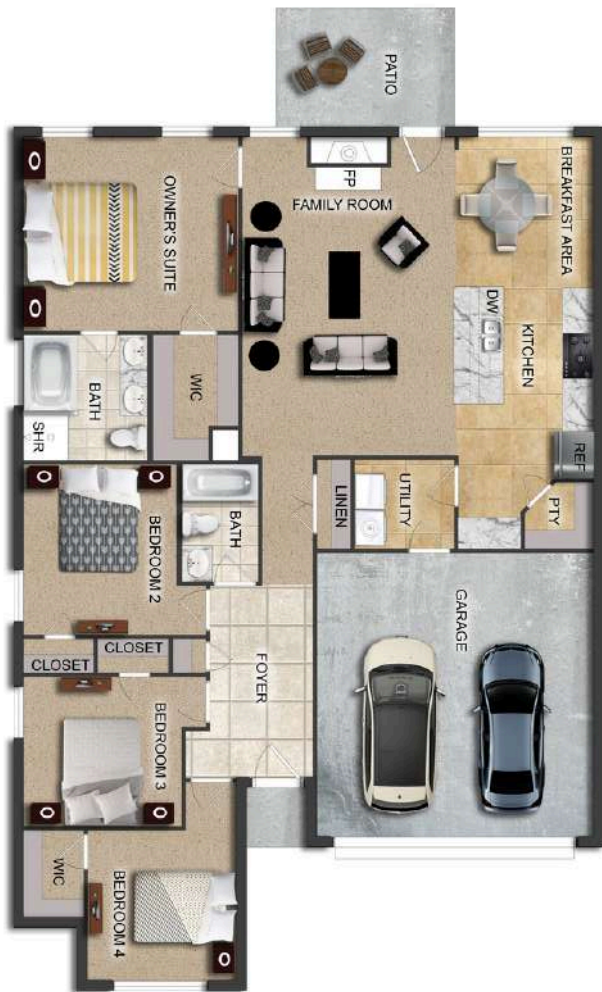 PATIO
BREAKFAST AREA
FP
FAMILY ROOM
OWNER'S SUITE
DW
KITCHEN
WIC
BATH
SHR
REF
LINEN
UTILITY
PTY
BATH
BEDROOM 2
GARAGE
CLOSET
CLOSET
FOYER
BEDROOM 3
WIC
BEDROOM 4